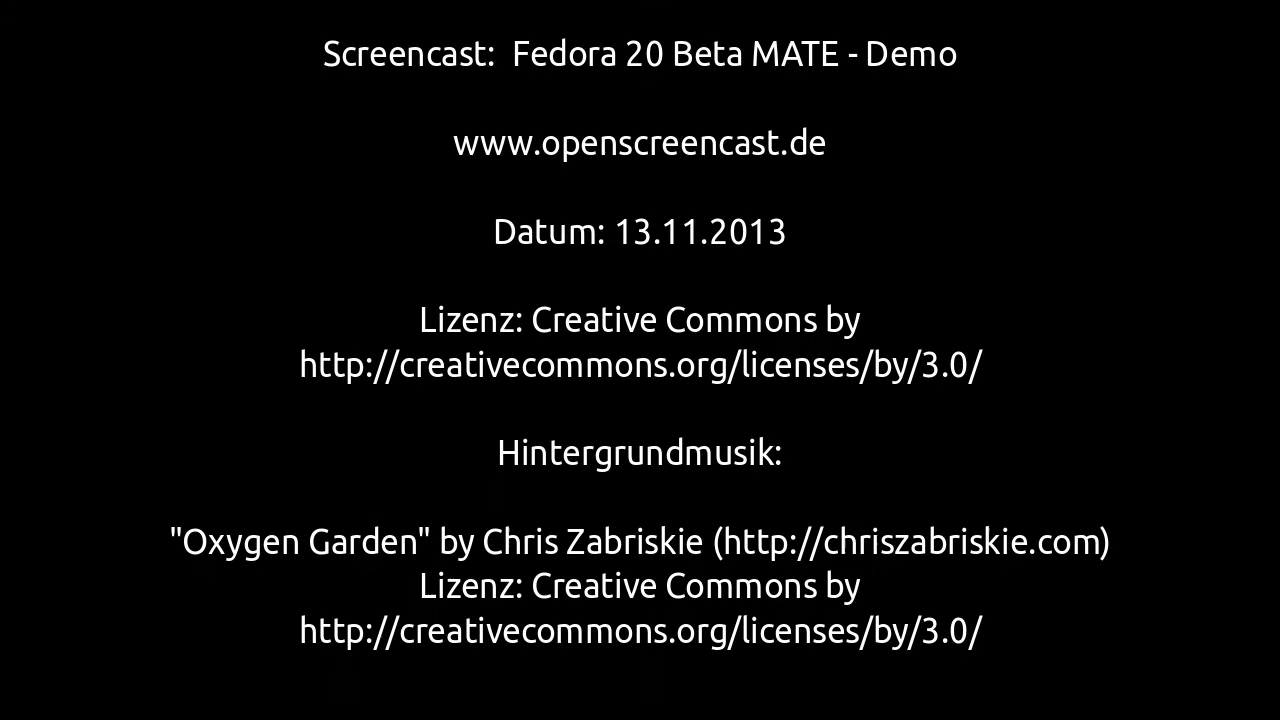 Screencast:  Fedora 20 Beta MATE - Demo
www.openscreencast.de
Datum: 13.11.2013
Lizenz: Creative Commons by
http://creativecommons.org/licenses/by/3.0/
Hintergrundmusik:
"Oxygen Garden" by Chris Zabriskie (http://chriszabriskie.com)
Lizenz: Creative Commons by
http://creativecommons.org/licenses/by/3.0/